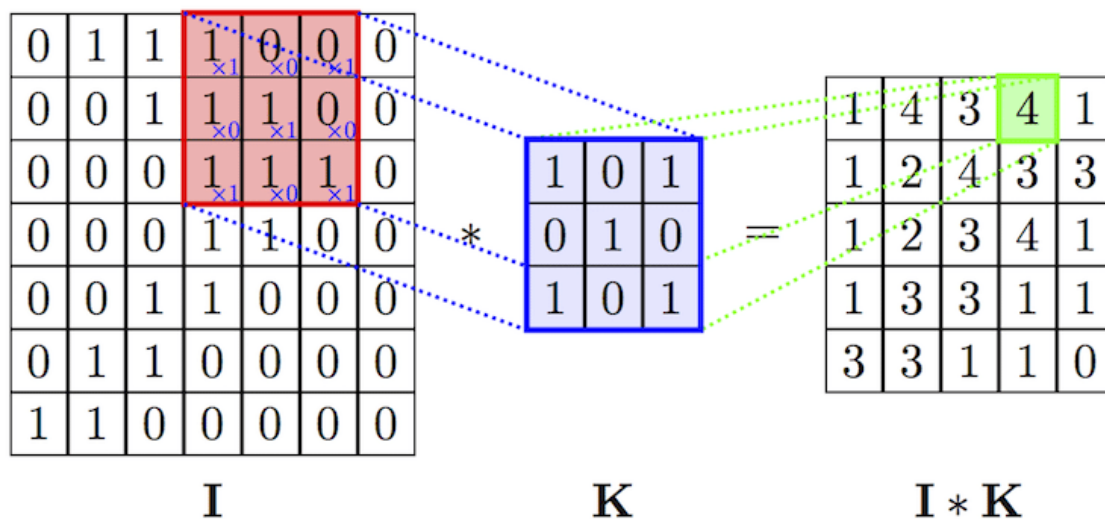 0 1 1 1 0 0 0
×1 ×0 ×1
0 0 1 1 1 0 0
×0 ×1 ×0
0 0 0 1 1 1 0
×1 ×0 ×1
0 0 0 1 1 0 0
0 0 1 1 0 0 0
0 1 1 0 0 0 0
1 1 0 0 0 0 0
I
*
1 0 1
0 1 0
1 0 1
K
=
1 4 3 4 1
1 2 4 3 3
1 2 3 4 1
1 3 3 1 1
3 3 1 1 0
I * K